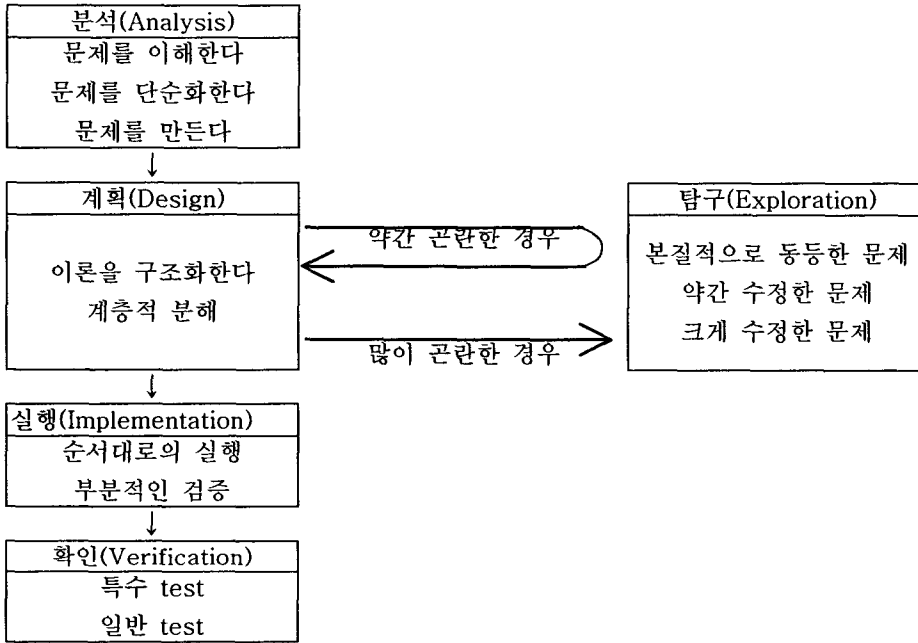 분석(Analysis)
문제를 이해한다
문제를 단순화한다
문제를 만든다
계획(Design)
이론을 구조화한다
계층적 분해
약간 곤란한 경우
많이 곤란한 경우
탐구(Exploration)
본질적으로 동등한 문제
약간 수정한 문제
크게 수정한 문제
실행(Implementation)
순서대로의 실행
부분적인 검증
확인(Verification)
특수 test
일반 test